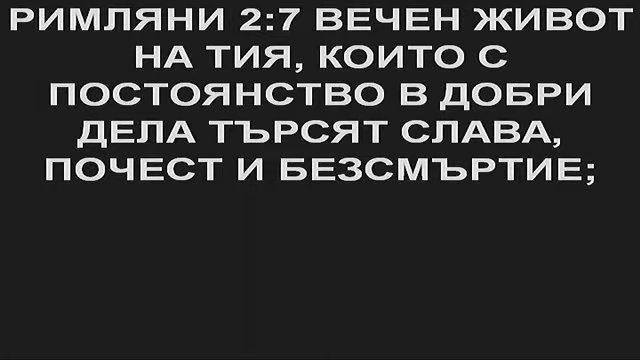 РИМЛЯНИ 2:7 ВЕЧЕН ЖИВОТ
НА ТИЯ, КОИТО С
ПОСТОЯНСТВО В ДОБРИ
ДЕЛА ТЪРСЯТ СЛАВА,
ПОЧЕСТ И БЕЗСМЪРТИЕ;